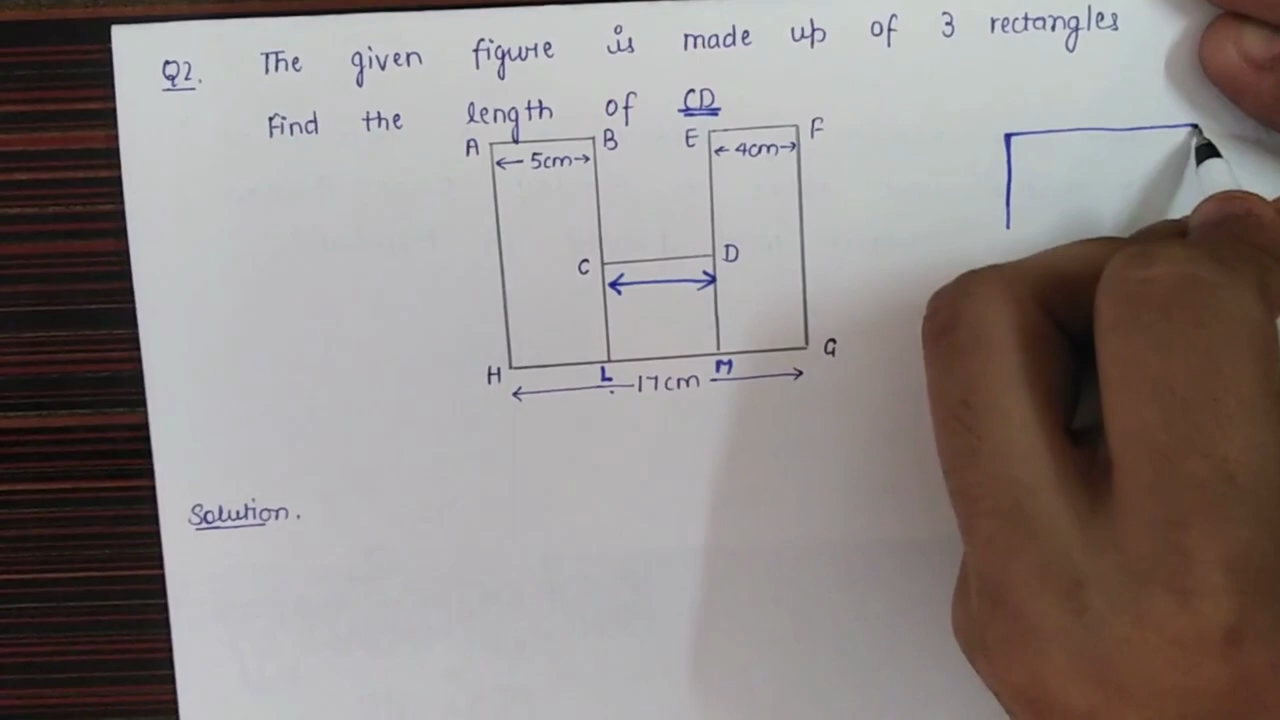 Q2. The given figure is made up of 3 rectangles
Find the length of CD
A B E F
← 5cm → ← 4cm →
C D
H L M G
← 17cm →
Solution.